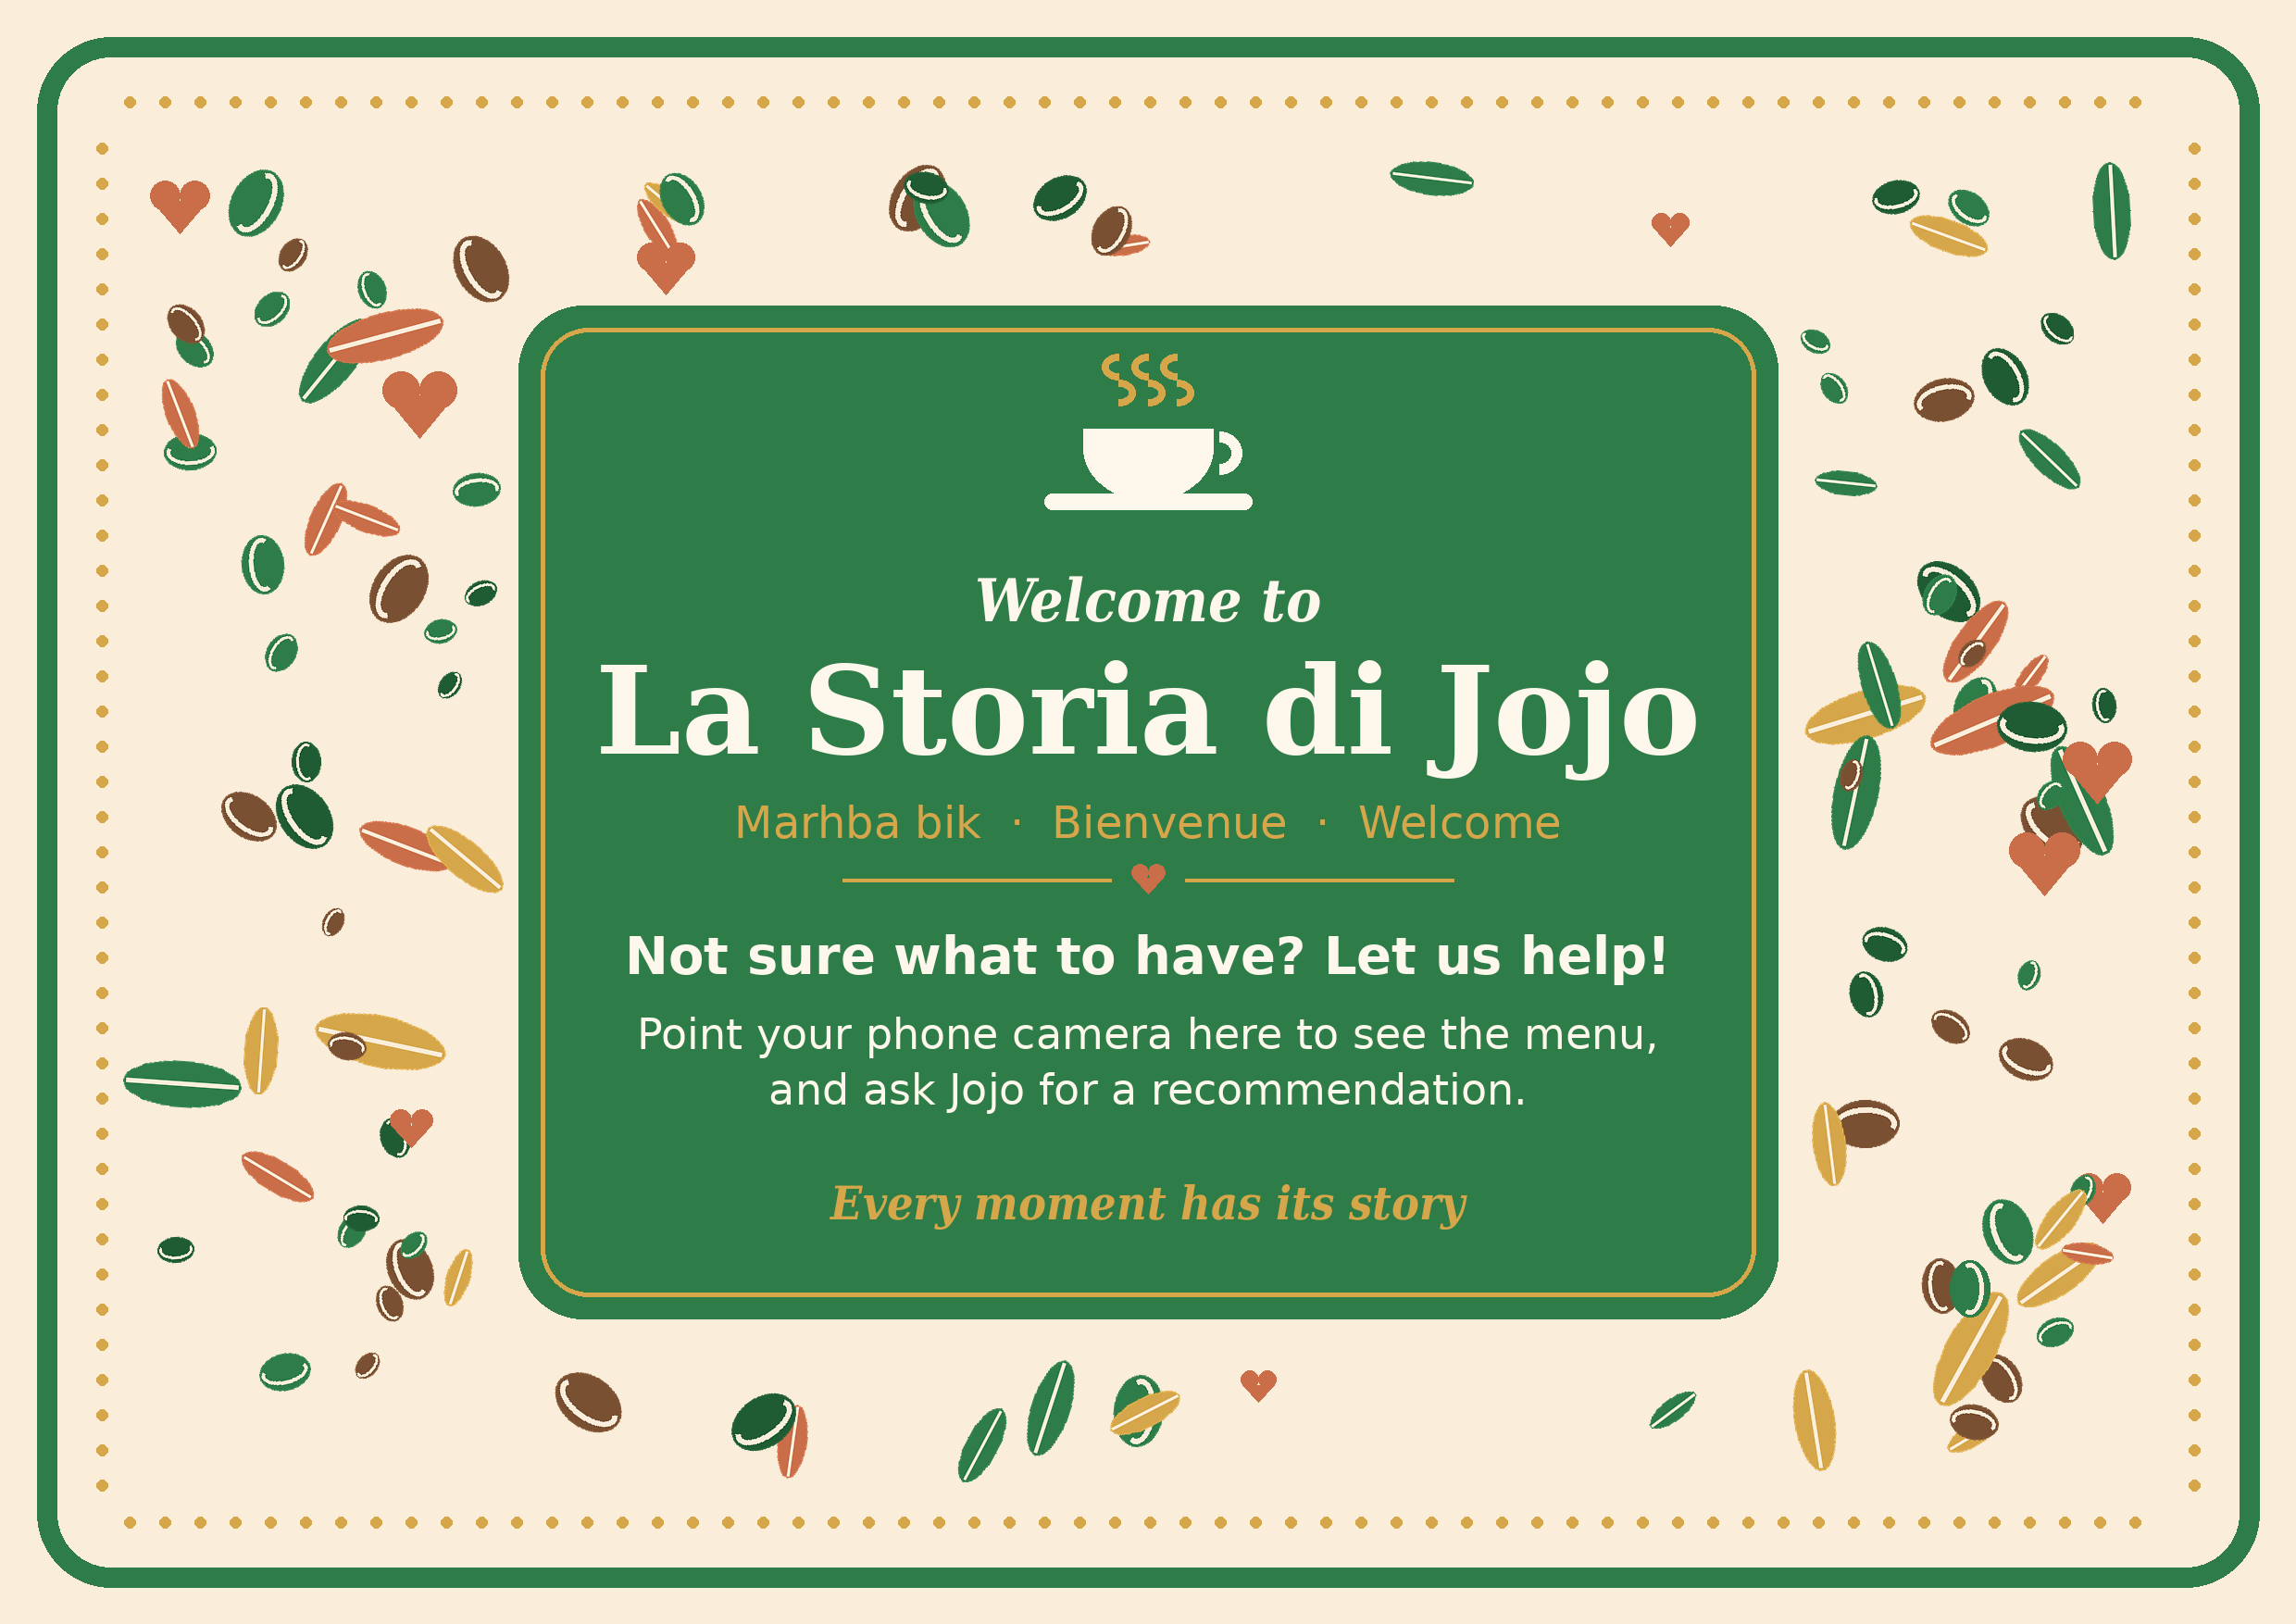 Welcome to
La Storia di Jojo
Marhba bik · Bienvenue · Welcome
Not sure what to have? Let us help!
Point your phone camera here to see the menu,
and ask Jojo for a recommendation.
Every moment has its story